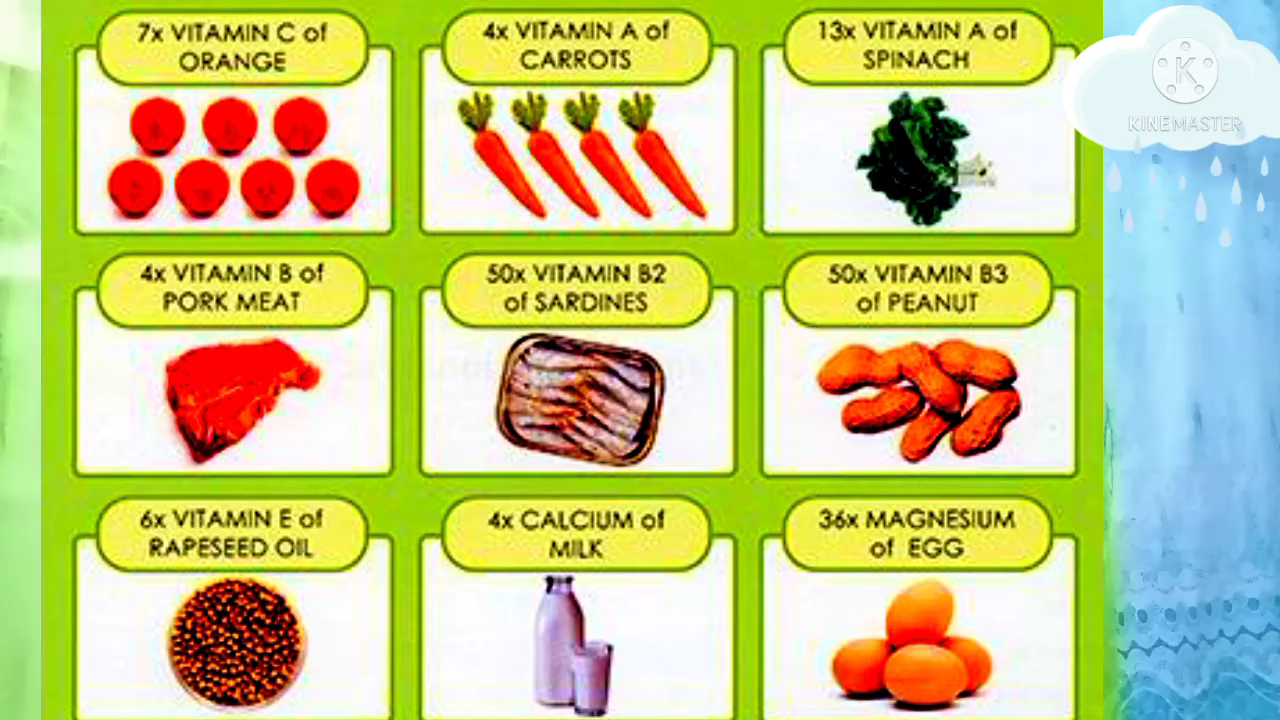 7x VITAMIN C of
ORANGE
4x VITAMIN A of
CARROTS
13x VITAMIN A of
SPINACH
4x VITAMIN B of
PORK MEAT
50x VITAMIN B2
of SARDINES
50x VITAMIN B3
of PEANUT
6x VITAMIN E of
RAPESEED OIL
4x CALCIUM of
MILK
36x MAGNESIUM
of EGG
K
KINEMASTER